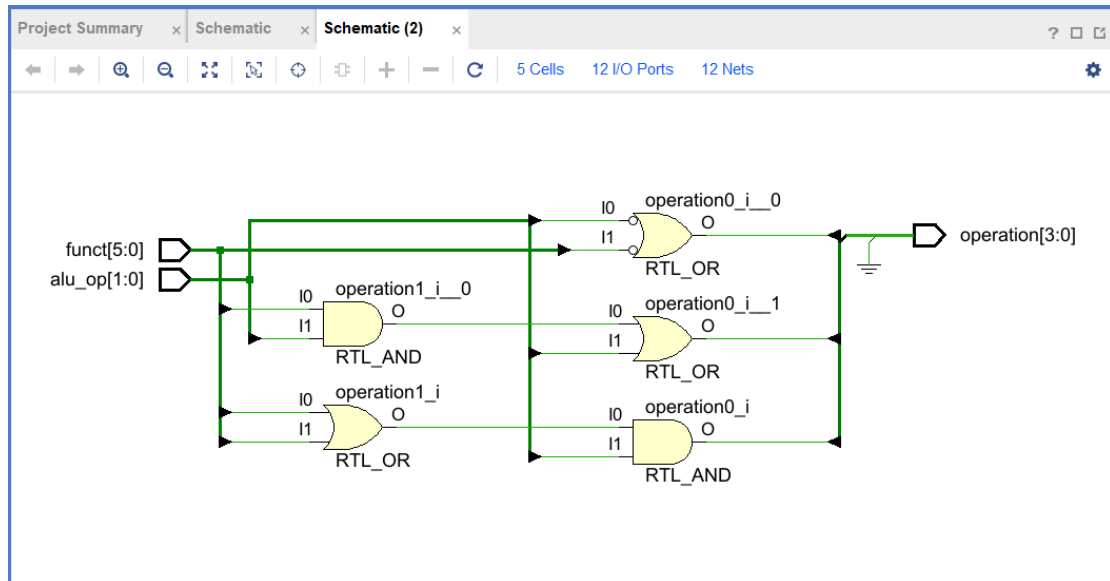 Project Summary × Schematic × Schematic (2) ×
? 
5 Cells 12 I/O Ports 12 Nets
operation0_i__0
I0
O
I1
RTL_OR
funct[5:0]
alu_op[1:0]
operation[3:0]
operation1_i__0
I0
O
I1
RTL_AND
operation0_i__1
I0
O
I1
RTL_OR
operation1_i
I0
O
I1
RTL_OR
operation0_i
I0
O
I1
RTL_AND